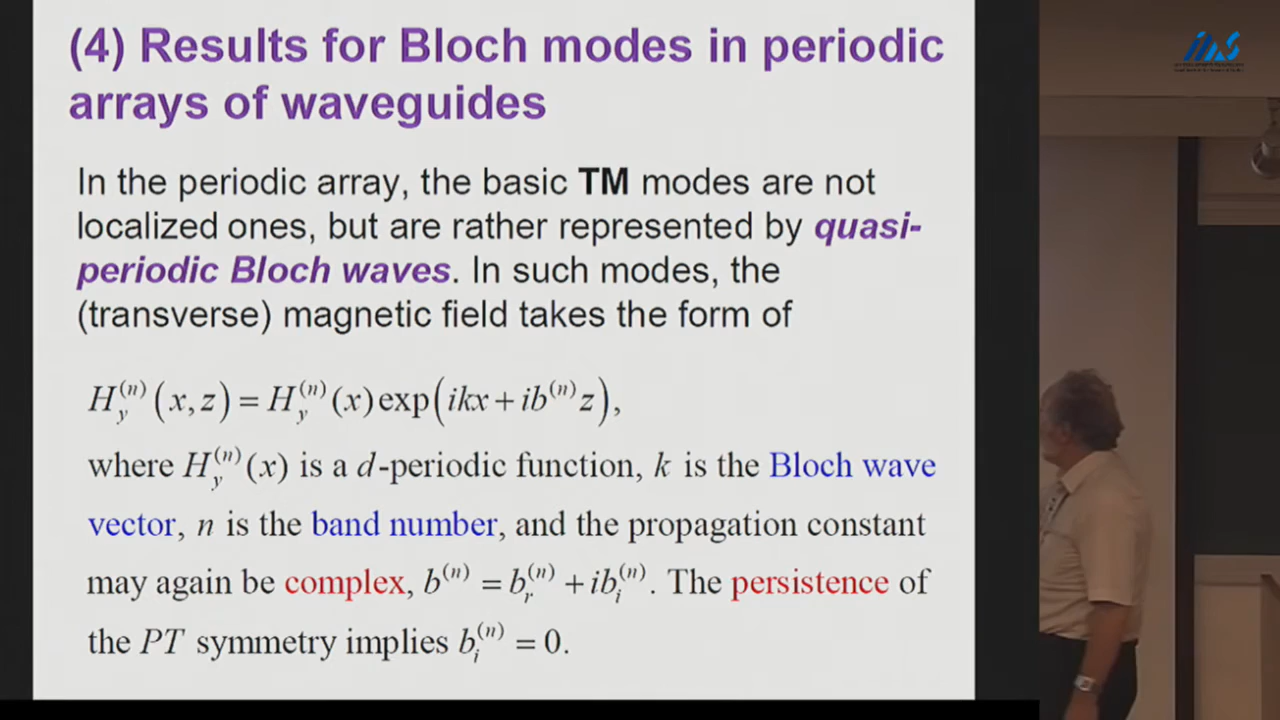 (4) Results for Bloch modes in periodic
arrays of waveguides
In the periodic array, the basic TM modes are not
localized ones, but are rather represented by quasi-
periodic Bloch waves. In such modes, the
(transverse) magnetic field takes the form of
H_y^{(n)}(x, z) = H_y^{(n)}(x) exp(ikx + ib^{(n)}z),
where H_y^{(n)}(x) is a d-periodic function, k is the Bloch wave
vector, n is the band number, and the propagation constant
may again be complex, b^{(n)} = b_r^{(n)} + ib_i^{(n)}. The persistence of
the PT symmetry implies b_i^{(n)} = 0.